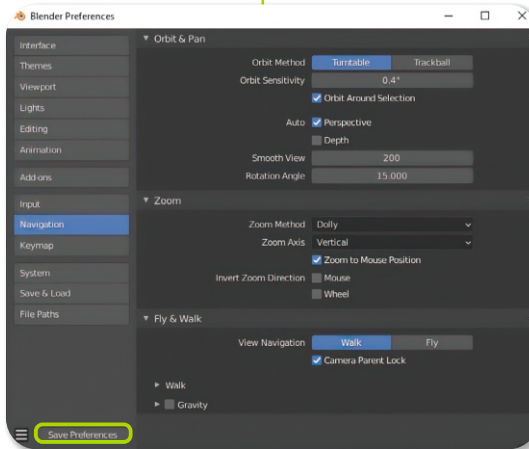 Blender Preferences
Interface
Themes
Viewport
Lights
Editing
Animation
Add-ons
Input
Navigation
Keymap
System
Save & Load
File Paths
Save Preferences
Orbit & Pan
Orbit Method Turntable Trackball
Orbit Sensitivity 0.4°
Orbit Around Selection
Auto Perspective
Depth
Smooth View 200
Rotation Angle 15.000
Zoom
Zoom Method Dolly
Zoom Axis Vertical
Zoom to Mouse Position
Invert Zoom Direction Mouse
Wheel
Fly & Walk
View Navigation Walk Fly
Camera Parent Lock
Walk
Gravity